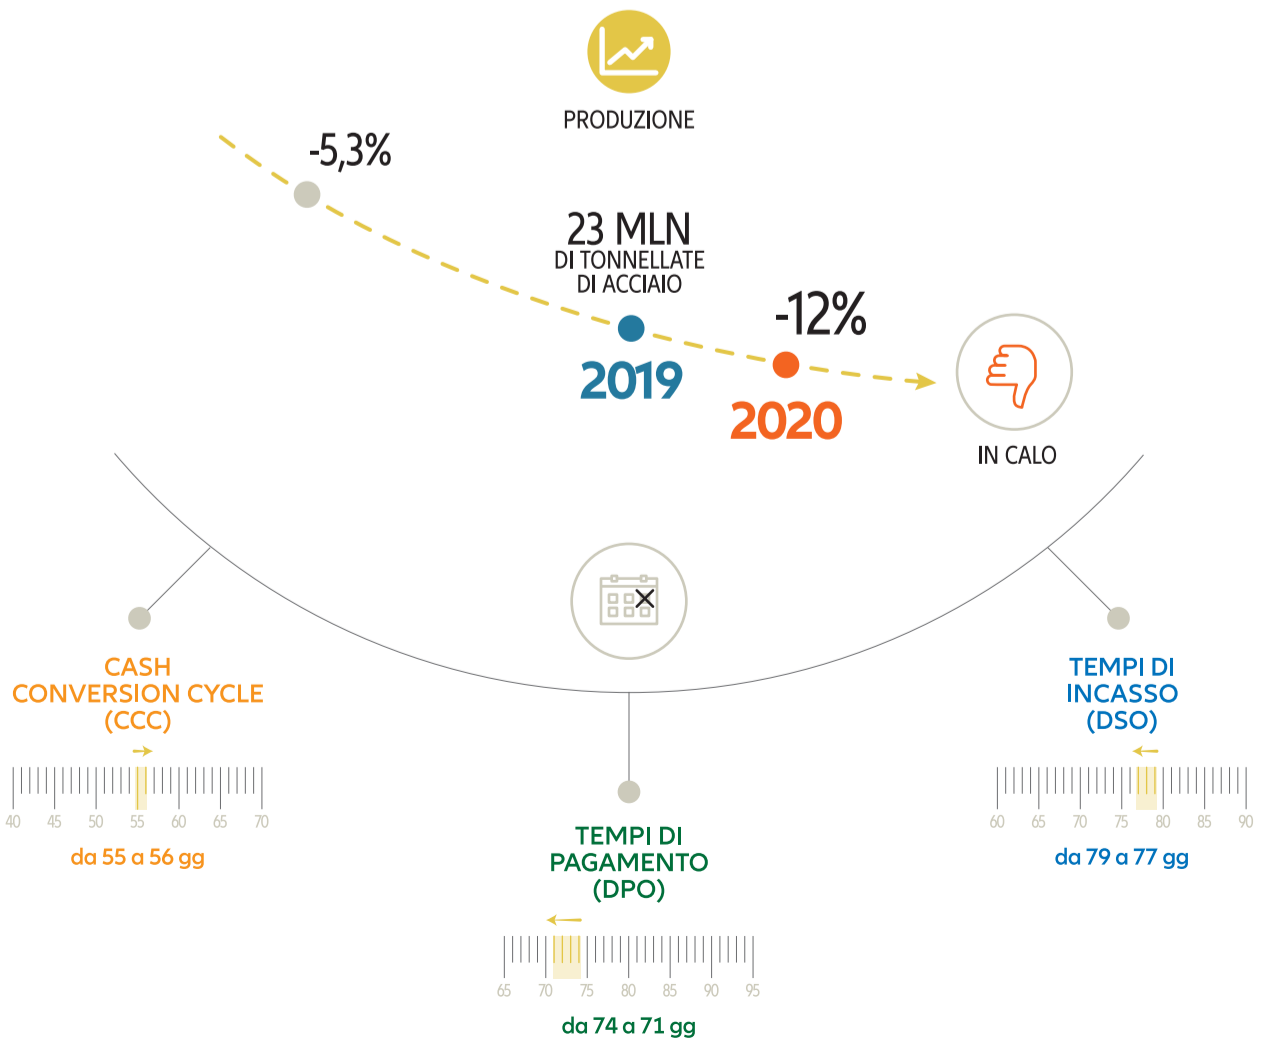 PRODUZIONE
-5,3%
23 MLN
DI TONNELLATE
DI ACCIAIO
2019
-12%
2020
IN CALO
CASH
CONVERSION CYCLE
(CCC)
40 45 50 55 60 65 70
da 55 a 56 gg
TEMPI DI
PAGAMENTO
(DPO)
65 70 75 80 85 90 95
da 74 a 71 gg
TEMPI DI
INCASSO
(DSO)
60 65 70 75 80 85 90
da 79 a 77 gg